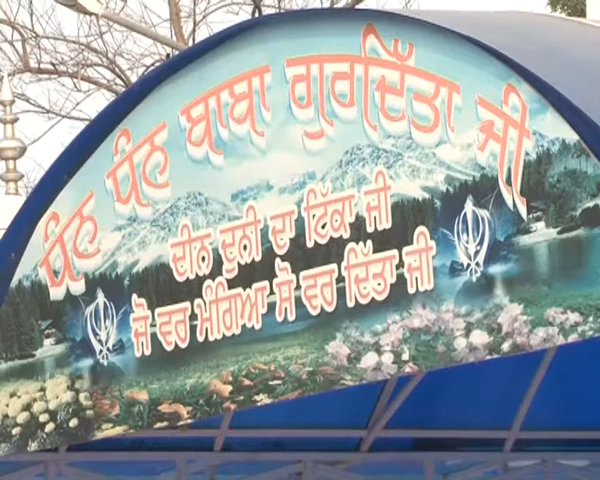 ਧੰਨ ਧੰਨ ਬਾਬਾ ਗੁਰਦਿੱਤਾ ਜੀ
ਦੀਨ ਦੁਨੀ ਦਾ ਟਿੱਕਾ ਜੀ
ਜੋ ਵਰ ਮੰਗਿਆ ਸੋ ਵਰ ਦਿੱਤਾ ਜੀ